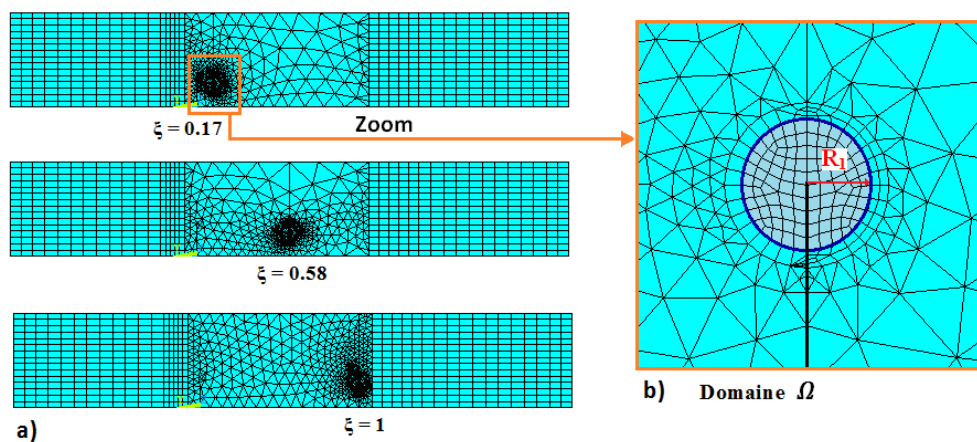 ξ = 0.17
Zoom
ξ = 0.58
ξ = 1
a)
R1
b) Domaine Ω